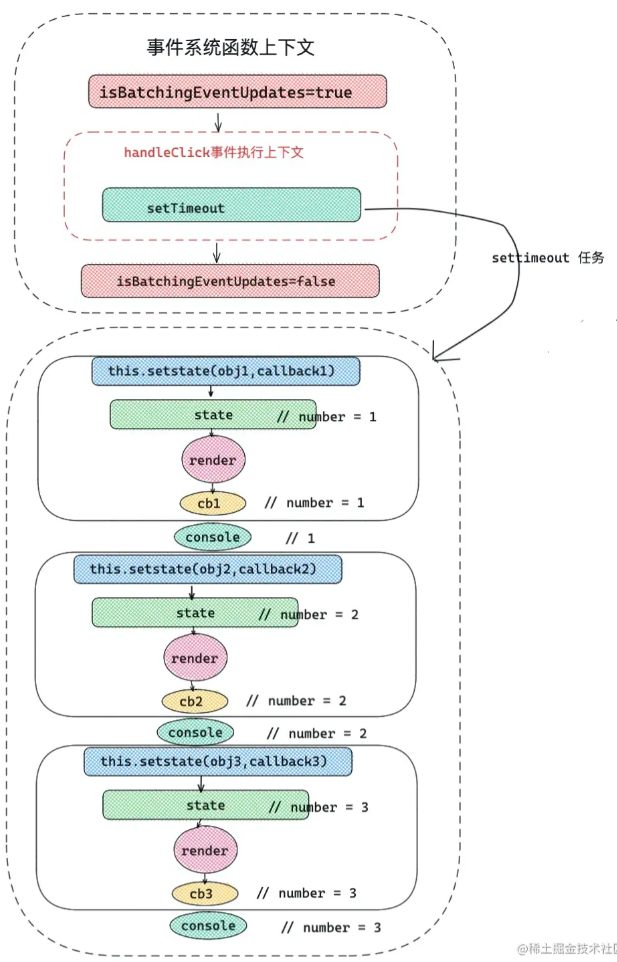 事件系统函数上下文
isBatchingEventUpdates=true
handleClick事件执行上下文
setTimeout
settimeout 任务
isBatchingEventUpdates=false
this.setstate(obj1,callback1)
state // number = 1
render
cb1 // number = 1
console // 1
this.setstate(obj2,callback2)
state // number = 2
render
cb2 // number = 2
console // number = 2
this.setstate(obj3,callback3)
state // number = 3
render
cb3 // number = 3
console // number = 3
@稀土掘金技术社区